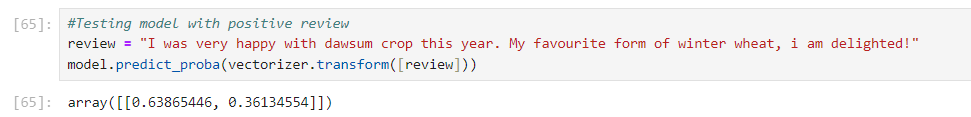 [65]: #Testing model with positive review
review = "I was very happy with dawsum crop this year. My favourite form of winter wheat, i am delighted!"
model.predict_proba(vectorizer.transform([review]))
[65]: array([[0.63865446, 0.36134554]])